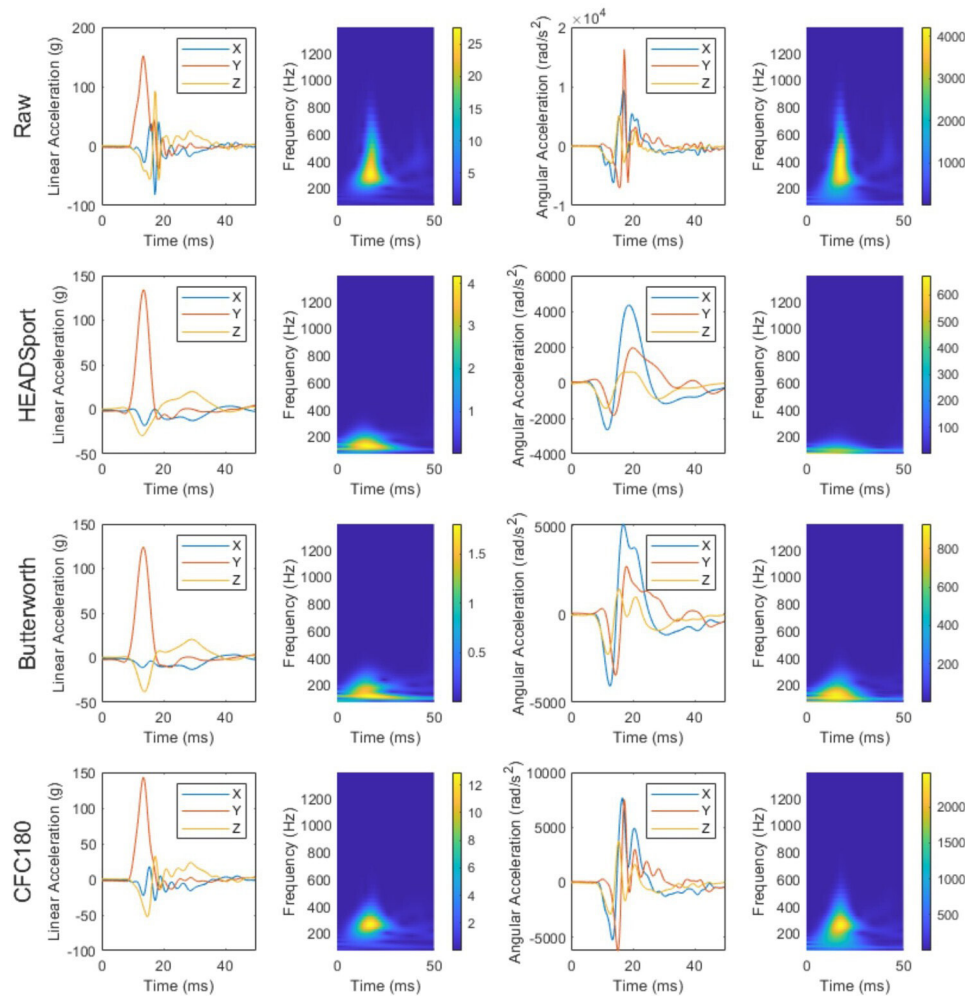 Raw
Linear Acceleration (g)
200
100
0
-100
X
Y
Z
0 20 40
Time (ms)
Frequency (Hz)
1200
1000
800
600
400
200
0 50
Time (ms)
25
20
15
10
5
Angular Acceleration (rad/s²)
2 ×10⁴
1
0
-1
X
Y
Z
0 20 40
Time (ms)
Frequency (Hz)
1200
1000
800
600
400
200
0 50
Time (ms)
4000
3000
2000
1000
HEADSport
Linear Acceleration (g)
150
100
50
0
-50
X
Y
Z
0 20 40
Time (ms)
Frequency (Hz)
1200
1000
800
600
400
200
0 50
Time (ms)
4
3
2
1
Angular Acceleration (rad/s²)
6000
4000
2000
0
-2000
-4000
X
Y
Z
0 20 40
Time (ms)
Frequency (Hz)
1200
1000
800
600
400
200
0 50
Time (ms)
600
500
400
300
200
100
Butterworth
Linear Acceleration (g)
150
100
50
0
-50
X
Y
Z
0 20 40
Time (ms)
Frequency (Hz)
1200
1000
800
600
400
200
0 50
Time (ms)
1.5
1
0.5
Angular Acceleration (rad/s²)
5000
0
-5000
X
Y
Z
0 20 40
Time (ms)
Frequency (Hz)
1200
1000
800
600
400
200
0 50
Time (ms)
800
600
400
200
CFC180
Linear Acceleration (g)
150
100
50
0
-50
-100
X
Y
Z
0 20 40
Time (ms)
Frequency (Hz)
1200
1000
800
600
400
200
0 50
Time (ms)
12
10
8
6
4
2
Angular Acceleration (rad/s²)
10000
5000
0
-5000
X
Y
Z
0 20 40
Time (ms)
Frequency (Hz)
1200
1000
800
600
400
200
0 50
Time (ms)
2000
1500
1000
500